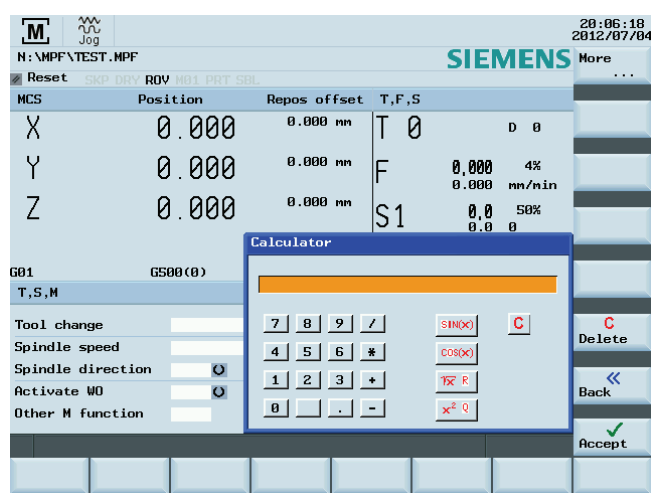 M Jog 20:06:18
2012/07/04
N:\MPF\TEST.MPF SIEMENS More
...
Reset SKP DRY ROV M01 PRT SBL
MCS Position Repos offset T,F,S
X 0.000 0.000 mm T 0 D 0
Y 0.000 0.000 mm F 0.000 4%
0.000 mm/min
Z 0.000 0.000 mm S1 0.0 50%
0.0 0
Calculator
G01 G500(0)
T,S,M
Tool change
Spindle speed
Spindle direction
Activate WO
Other M function
7 8 9 / SIN(x) C
4 5 6 * COS(x)
1 2 3 + √x R
0 . - x² Q
C
Delete
«
Back
✓
Accept